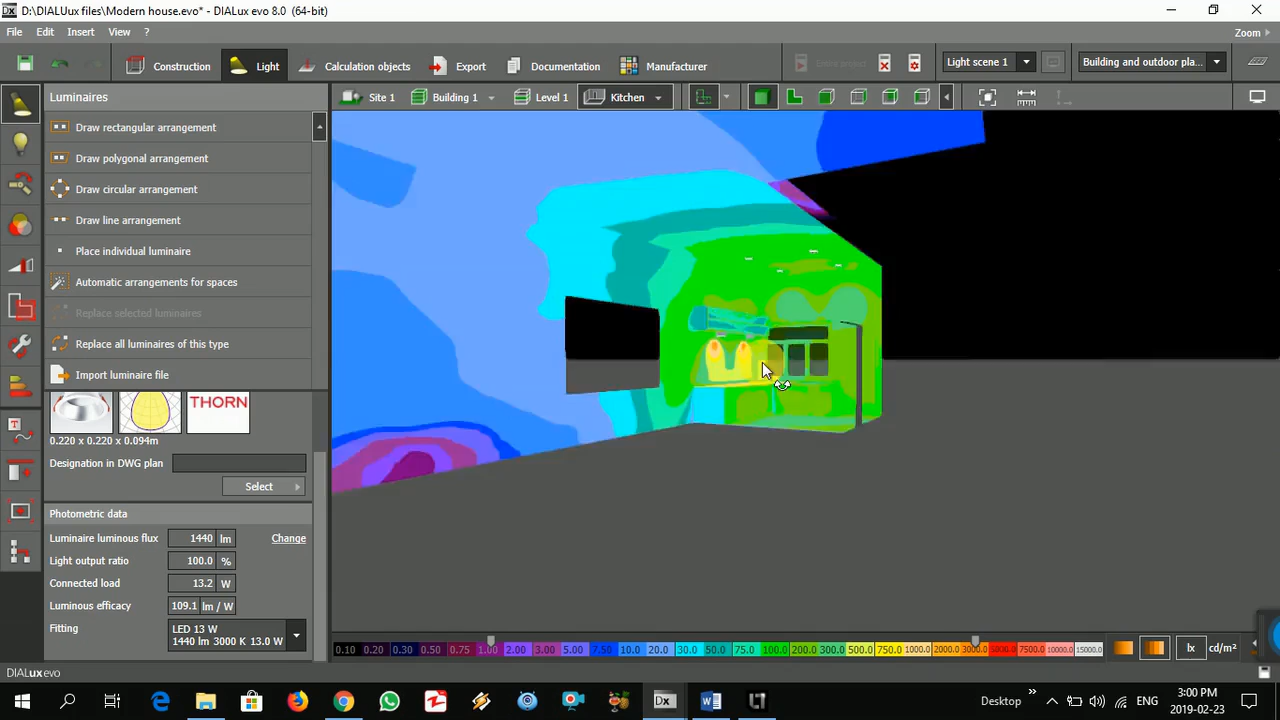 D:\DIALUux files\Modern house.evo* - DIALux evo 8.0 (64-bit)
File Edit Insert View ?
Zoom
Construction
Light
Calculation objects
Export
Documentation
Manufacturer
Entire project
Light scene 1
Building and outdoor pla...
Luminaires
Site 1
Building 1
Level 1
Kitchen
Draw rectangular arrangement
Draw polygonal arrangement
Draw circular arrangement
Draw line arrangement
Place individual luminaire
Automatic arrangements for spaces
Replace selected luminaires
Replace all luminaires of this type
Import luminaire file
THORN
0.220 x 0.220 x 0.094m
Designation in DWG plan
Select
Photometric data
Luminaire luminous flux 1440 lm Change
Light output ratio 100.0 %
Connected load 13.2 W
Luminous efficacy 109.1 lm / W
Fitting LED 13 W
1440 lm 3000 K 13.0 W
0.10 0.20 0.30 0.50 0.75 1.00 2.00 3.00 5.00 7.50 10.0 20.0 30.0 50.0 75.0 100.0 200.0 300.0 500.0 750.0 1000.0 2000.0 3000.0 5000.0 7500.0 10000.0 15000.0
lx cd/m²
DIALux evo
Desktop
ENG
3:00 PM
2019-02-23